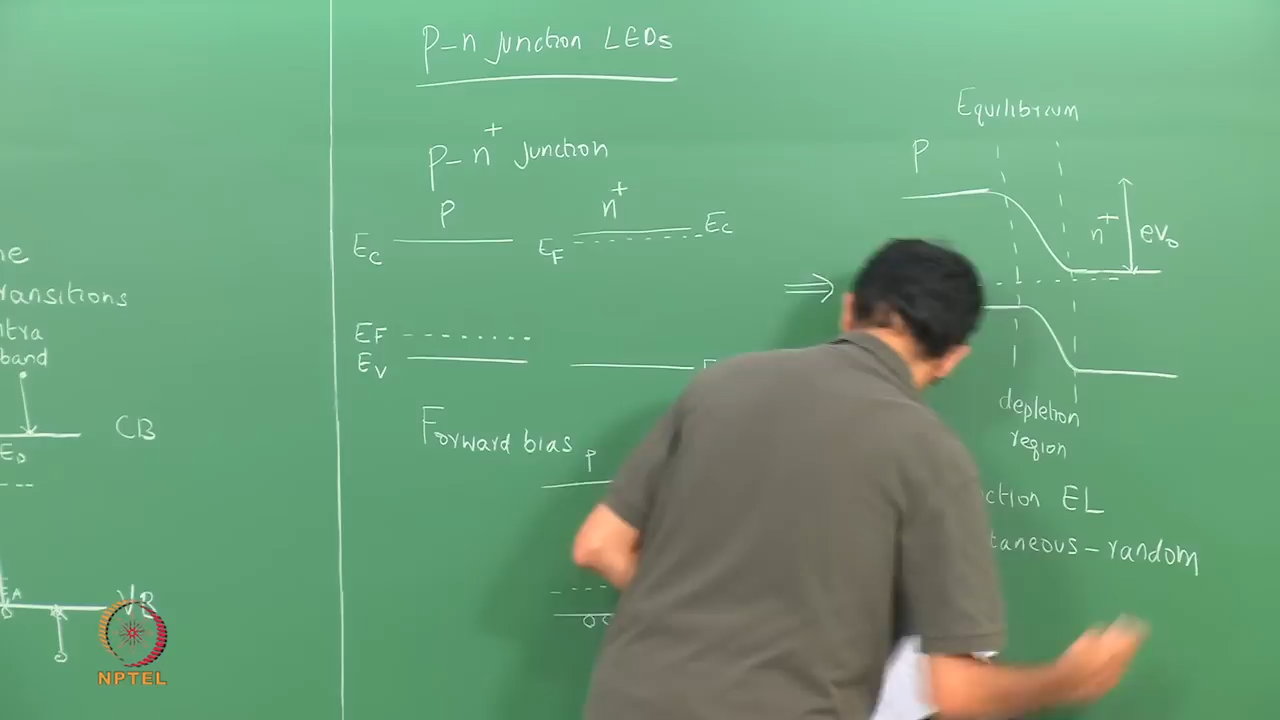 p-n junction LEDs
p-n+ junction
p n+
EC EF EC
EF
EV
Forward bias
p
Equilibrium
p
n+ eV0
depletion
region
ction EL
taneous-random
ne
ransitions
ntra
band
CB
ED
EA VB
NPTEL